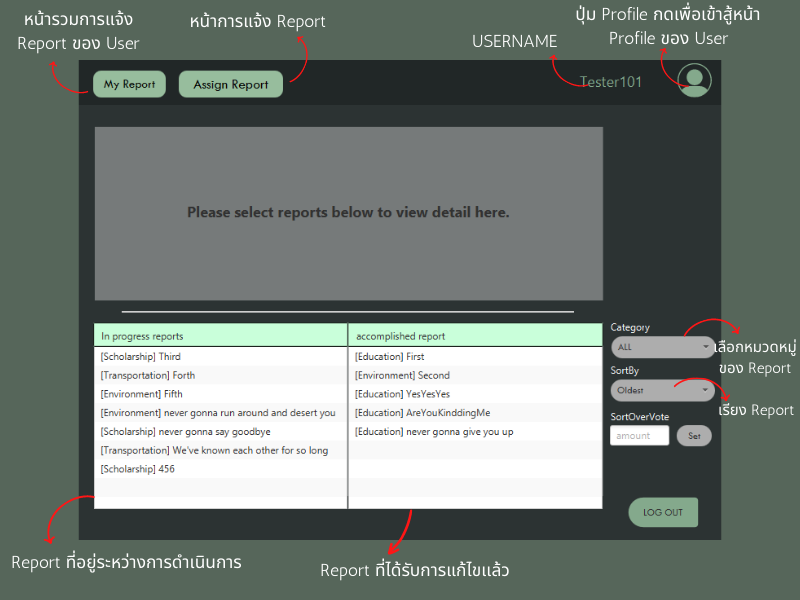 หน้ารวมการแจ้ง
Report ของ User
หน้าการแจ้ง Report
USERNAME
ปุ่ม Profile กดเพื่อเข้าสู้หน้า
Profile ของ User
My Report
Assign Report
Tester101
Please select reports below to view detail here.
In progress reports
accomplished report
[Scholarship] Third
[Education] First
[Transportation] Forth
[Environment] Second
[Environment] Fifth
[Education] YesYesYes
[Environment] never gonna run around and desert you
[Education] AreYouKinddingMe
[Scholarship] never gonna say goodbye
[Education] never gonna give you up
[Transportation] We've known each other for so long
[Scholarship] 456
Category
ALL
เลือกหมวดหมู่
ของ Report
SortBy
Oldest
เรียง Report
SortOverVote
amount
Set
LOG OUT
Report ที่อยู่ระหว่างการดำเนินการ
Report ที่ได้รับการแก้ไขแล้ว